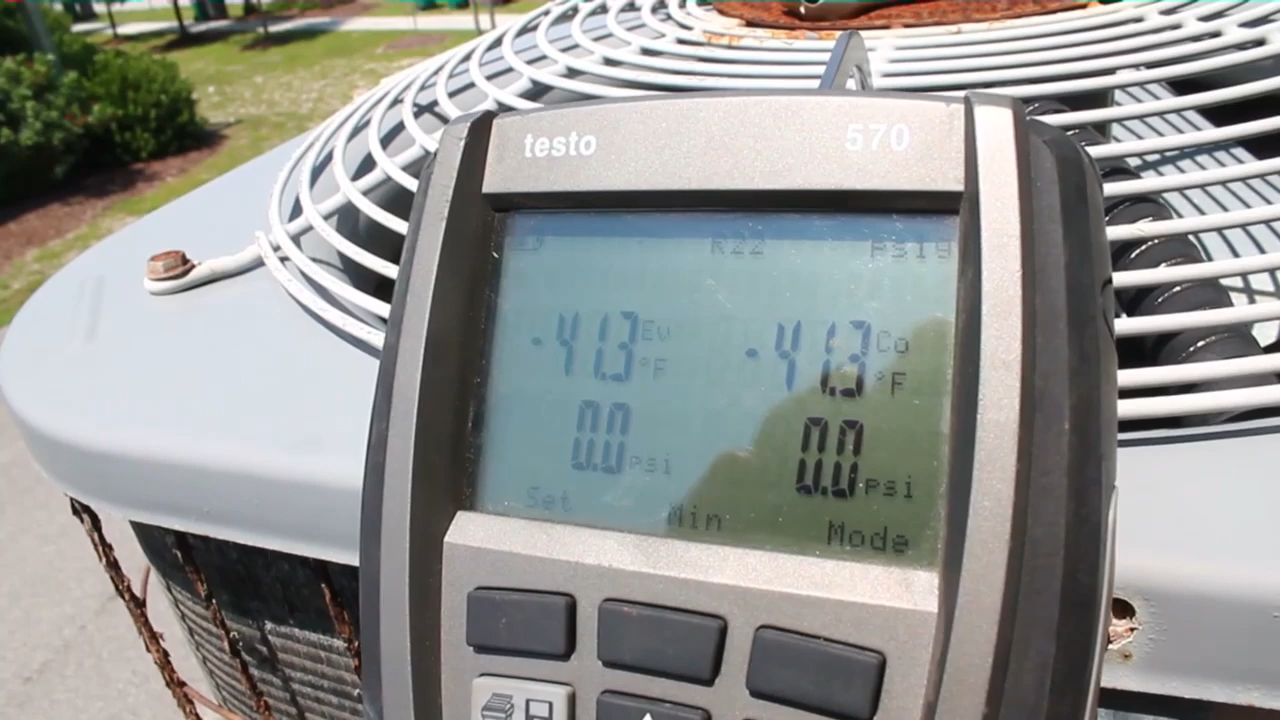 testo 570
R22 Psig
-41.3 Ev °F -41.3 Co °F
0.0 psi 0.0 psi
Set Min Mode